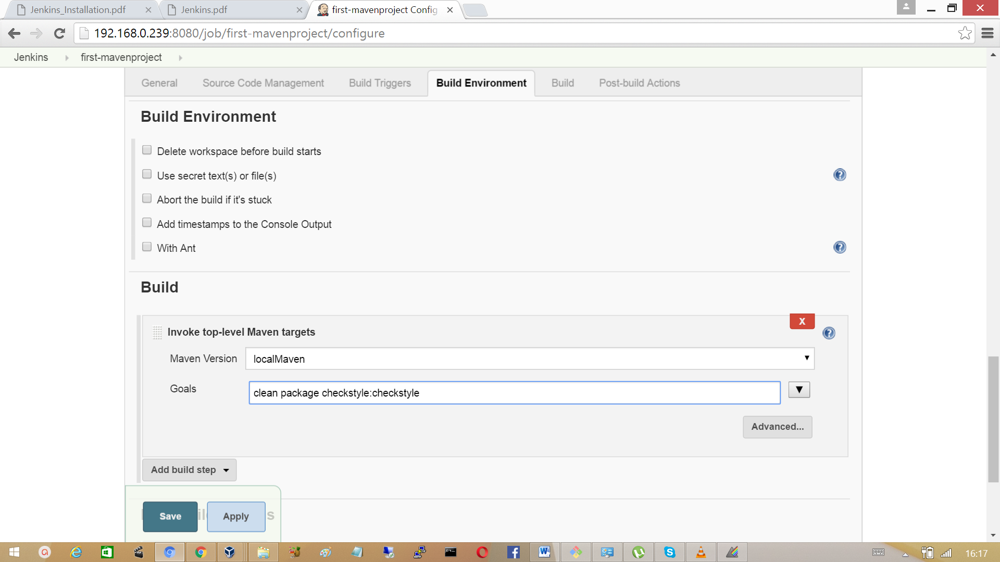 Jenkins_Installation.pdf
Jenkins.pdf
first-mavenproject Config
192.168.0.239:8080/job/first-mavenproject/configure
Jenkins
first-mavenproject
General
Source Code Management
Build Triggers
Build Environment
Build
Post-build Actions
Build Environment
Delete workspace before build starts
Use secret text(s) or file(s)
Abort the build if it's stuck
Add timestamps to the Console Output
With Ant
Build
X
Invoke top-level Maven targets
Maven Version
localMaven
Goals
clean package checkstyle:checkstyle
Advanced...
Add build step
Save
Apply
16:17